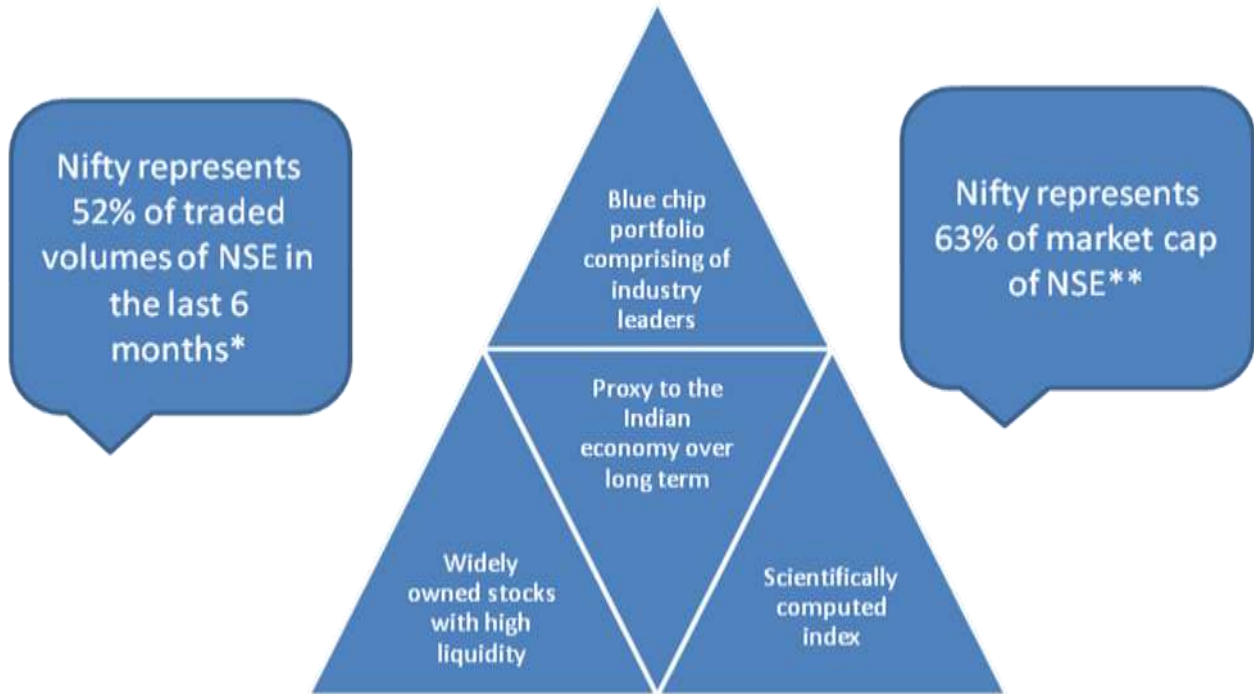 Nifty represents
52% of traded
volumes of NSE in
the last 6
months*
Blue chip
portfolio
comprising of
industry
leaders
Nifty represents
63% of market cap
of NSE**
Proxy to the
Indian
economy over
long term
Widely
owned stocks
with high
liquidity
Scientifically
computed
index